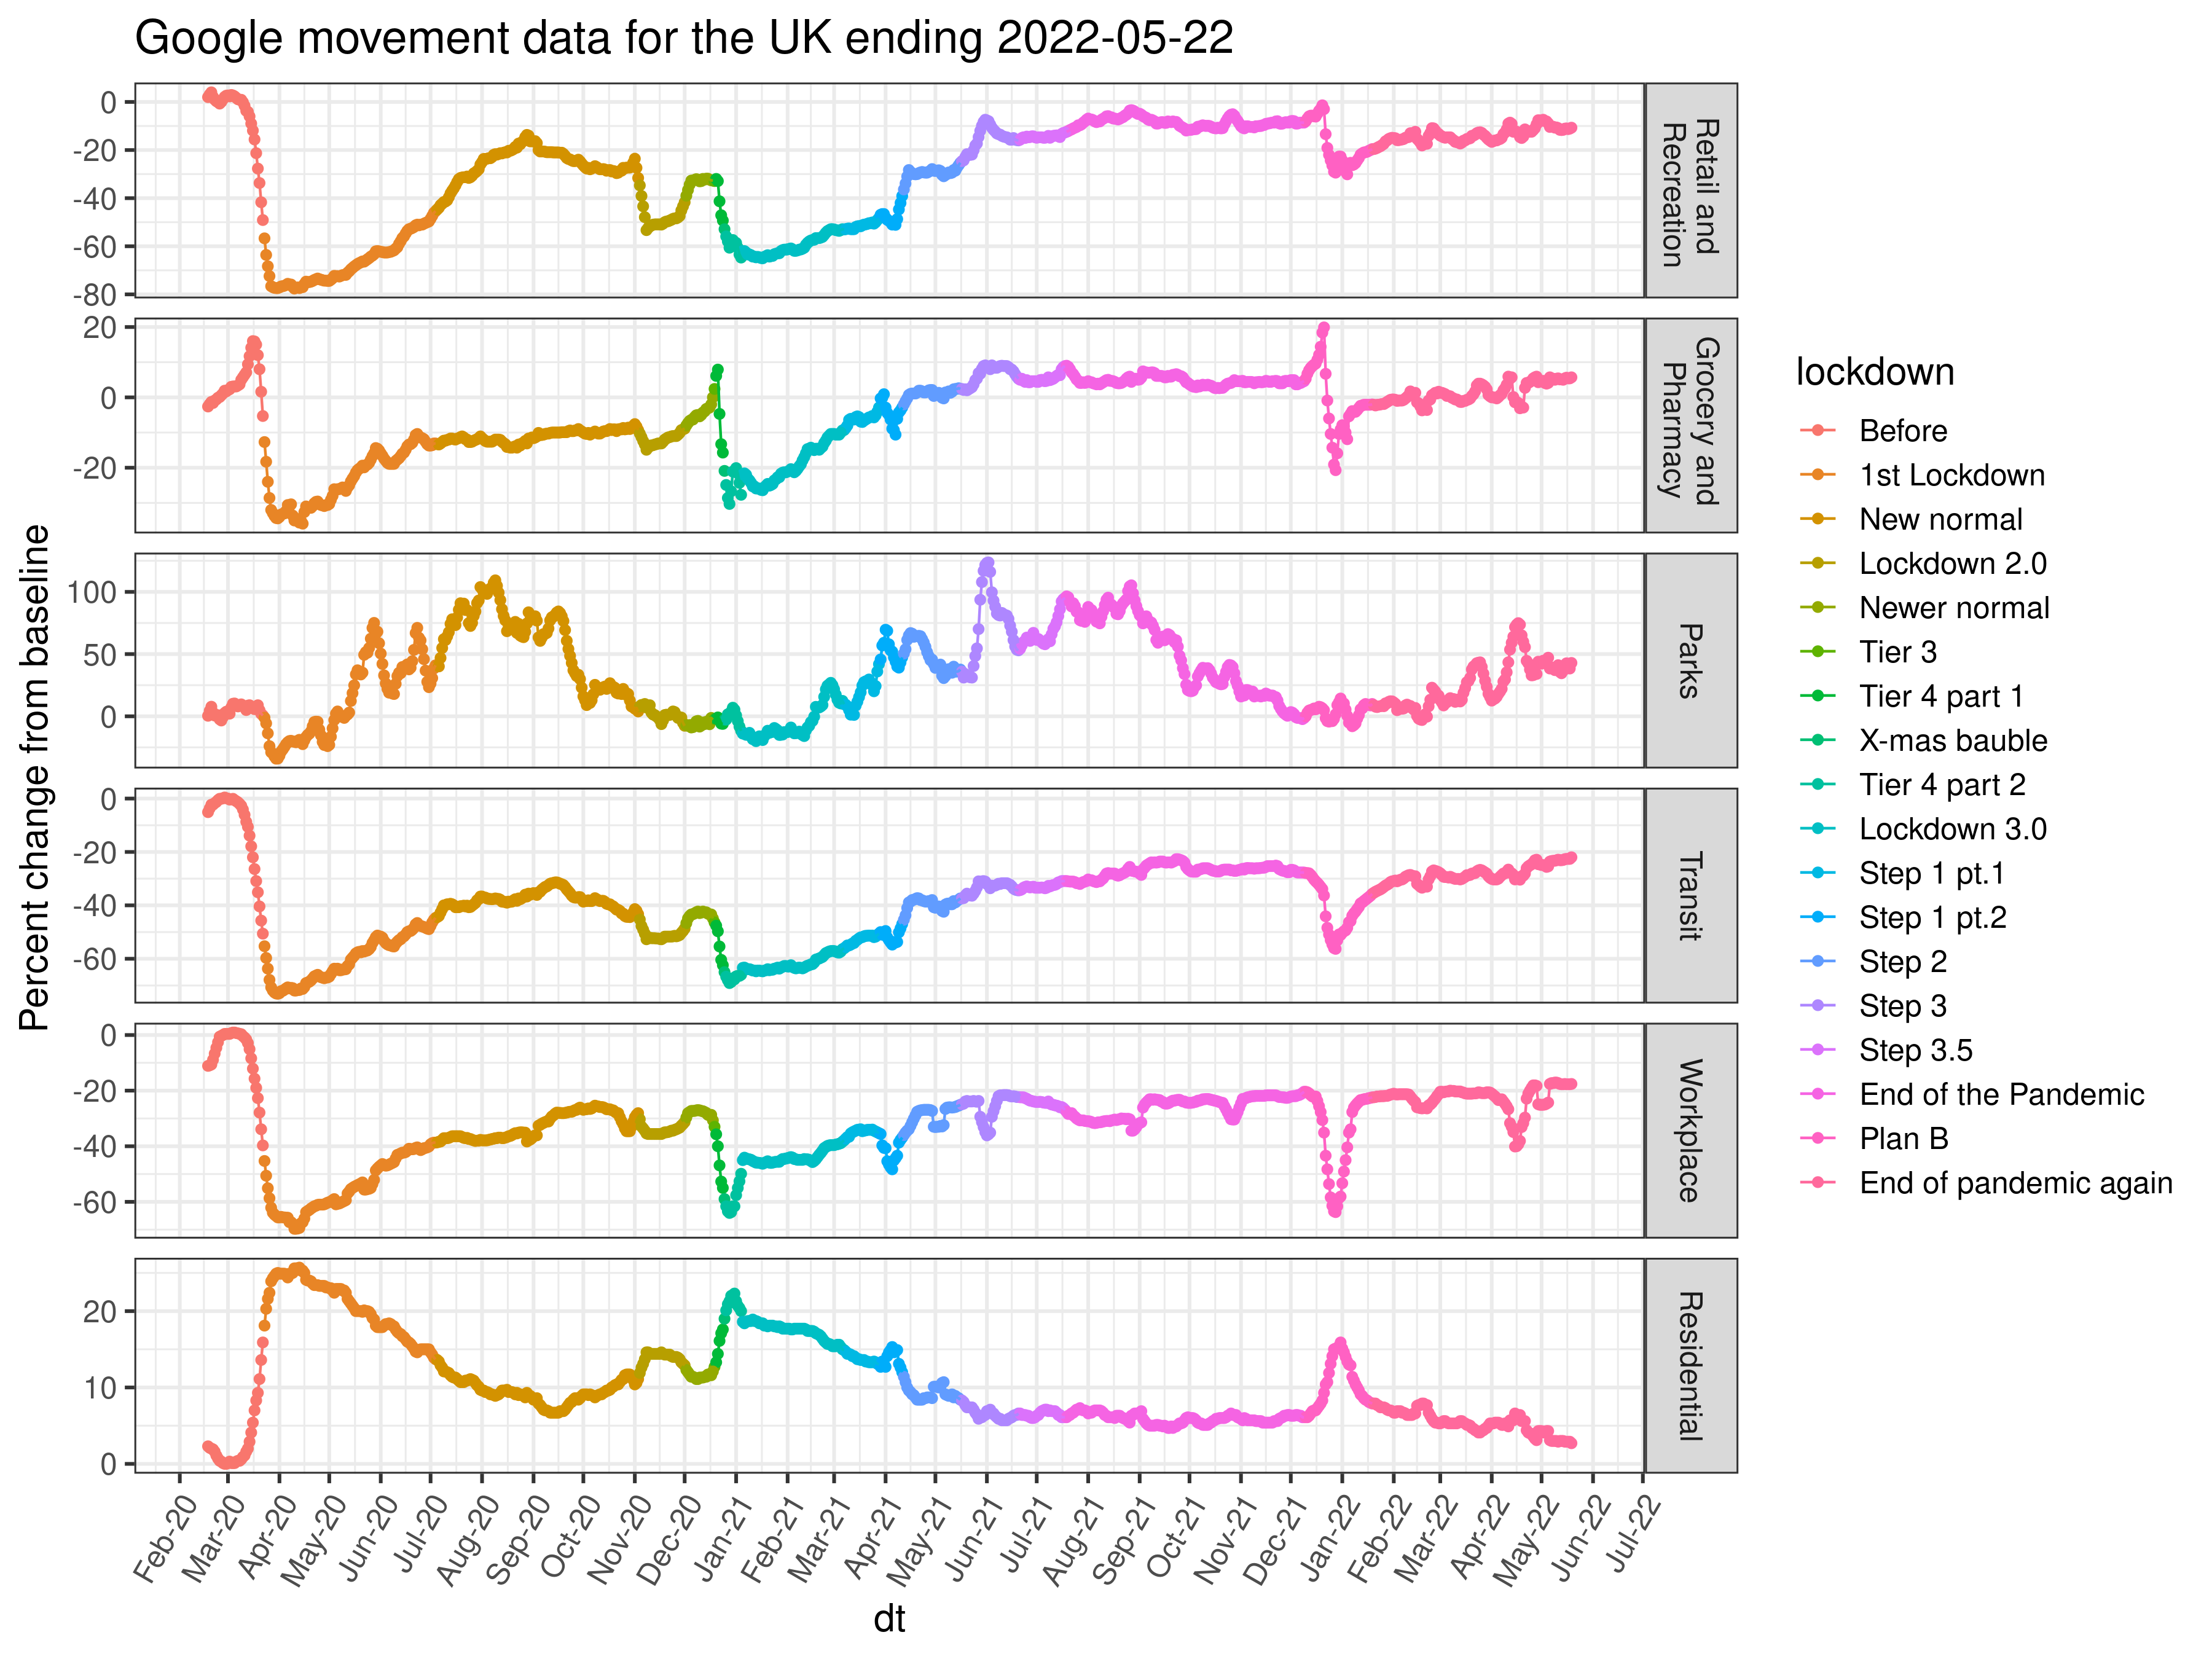 Google movement data for the UK ending 2022-05-22
Percent change from baseline
0
-20
-40
-60
-80
Retail and
Recreation
20
0
-20
Grocery and
Pharmacy
100
50
0
Parks
0
-20
-40
-60
Transit
0
-20
-40
-60
Workplace
20
10
0
Residential
Feb-20
Mar-20
Apr-20
May-20
Jun-20
Jul-20
Aug-20
Sep-20
Oct-20
Nov-20
Dec-20
Jan-21
Feb-21
Mar-21
Apr-21
May-21
Jun-21
Jul-21
Aug-21
Sep-21
Oct-21
Nov-21
Dec-21
Jan-22
Feb-22
Mar-22
Apr-22
May-22
Jun-22
Jul-22
dt
lockdown
Before
1st Lockdown
New normal
Lockdown 2.0
Newer normal
Tier 3
Tier 4 part 1
X-mas bauble
Tier 4 part 2
Lockdown 3.0
Step 1 pt.1
Step 1 pt.2
Step 2
Step 3
Step 3.5
End of the Pandemic
Plan B
End of pandemic again